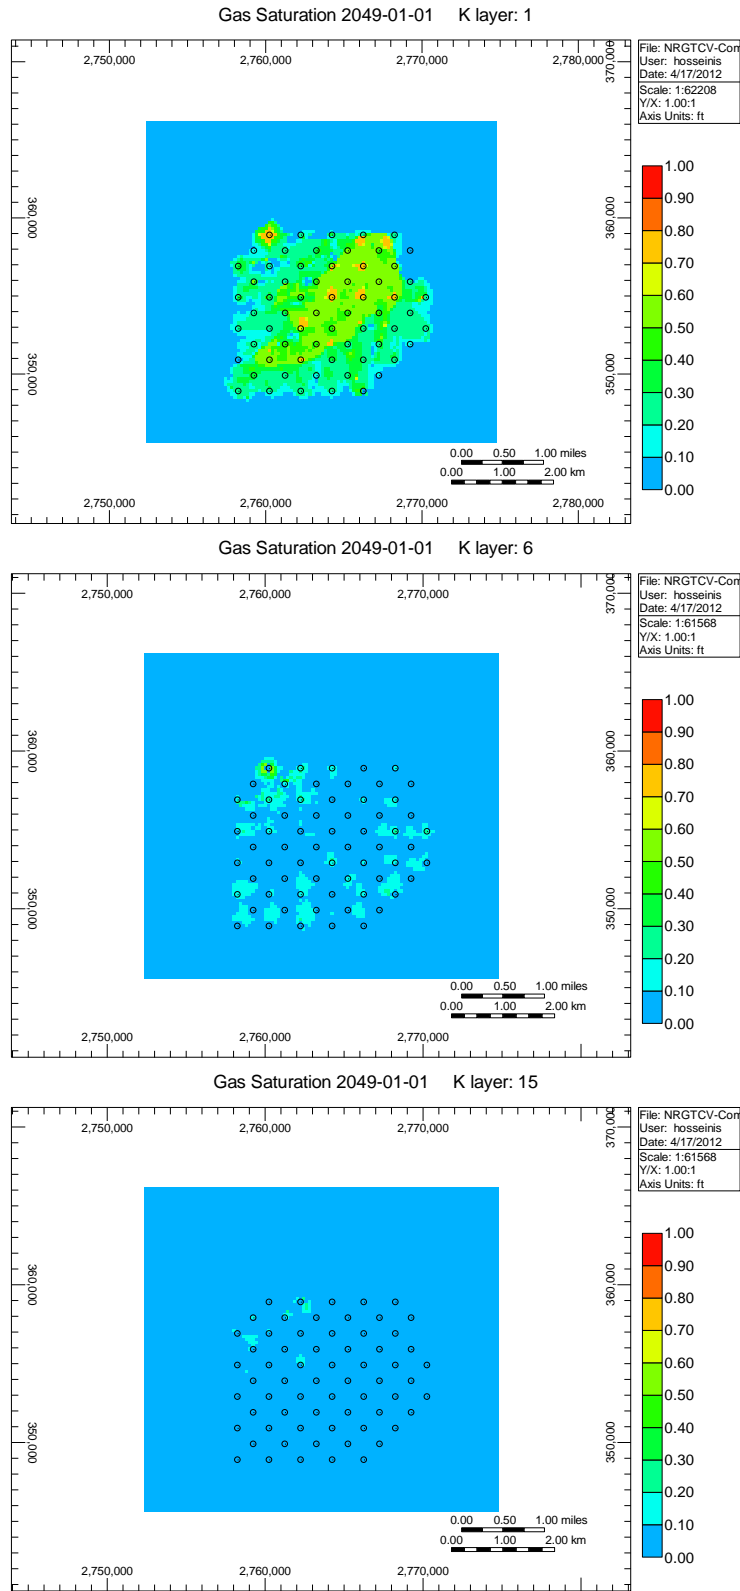 Gas Saturation 2049-01-01 K layer: 1
2,750,000 2,760,000 2,770,000 2,780,000
370,000
360,000 360,000
350,000 350,000
2,750,000 2,760,000 2,770,000 2,780,000
0.00 0.50 1.00 miles
0.00 1.00 2.00 km
File: NRGTCV-Com
User: hosseinis
Date: 4/17/2012
Scale: 1:62208
Y/X: 1.00:1
Axis Units: ft
1.00
0.90
0.80
0.70
0.60
0.50
0.40
0.30
0.20
0.10
0.00
Gas Saturation 2049-01-01 K layer: 6
2,750,000 2,760,000 2,770,000
370,000
360,000 360,000
350,000 350,000
2,750,000 2,760,000 2,770,000
0.00 0.50 1.00 miles
0.00 1.00 2.00 km
File: NRGTCV-Com
User: hosseinis
Date: 4/17/2012
Scale: 1:61568
Y/X: 1.00:1
Axis Units: ft
1.00
0.90
0.80
0.70
0.60
0.50
0.40
0.30
0.20
0.10
0.00
Gas Saturation 2049-01-01 K layer: 15
2,750,000 2,760,000 2,770,000
370,000
360,000 360,000
350,000 350,000
2,750,000 2,760,000 2,770,000
0.00 0.50 1.00 miles
0.00 1.00 2.00 km
File: NRGTCV-Com
User: hosseinis
Date: 4/17/2012
Scale: 1:61568
Y/X: 1.00:1
Axis Units: ft
1.00
0.90
0.80
0.70
0.60
0.50
0.40
0.30
0.20
0.10
0.00